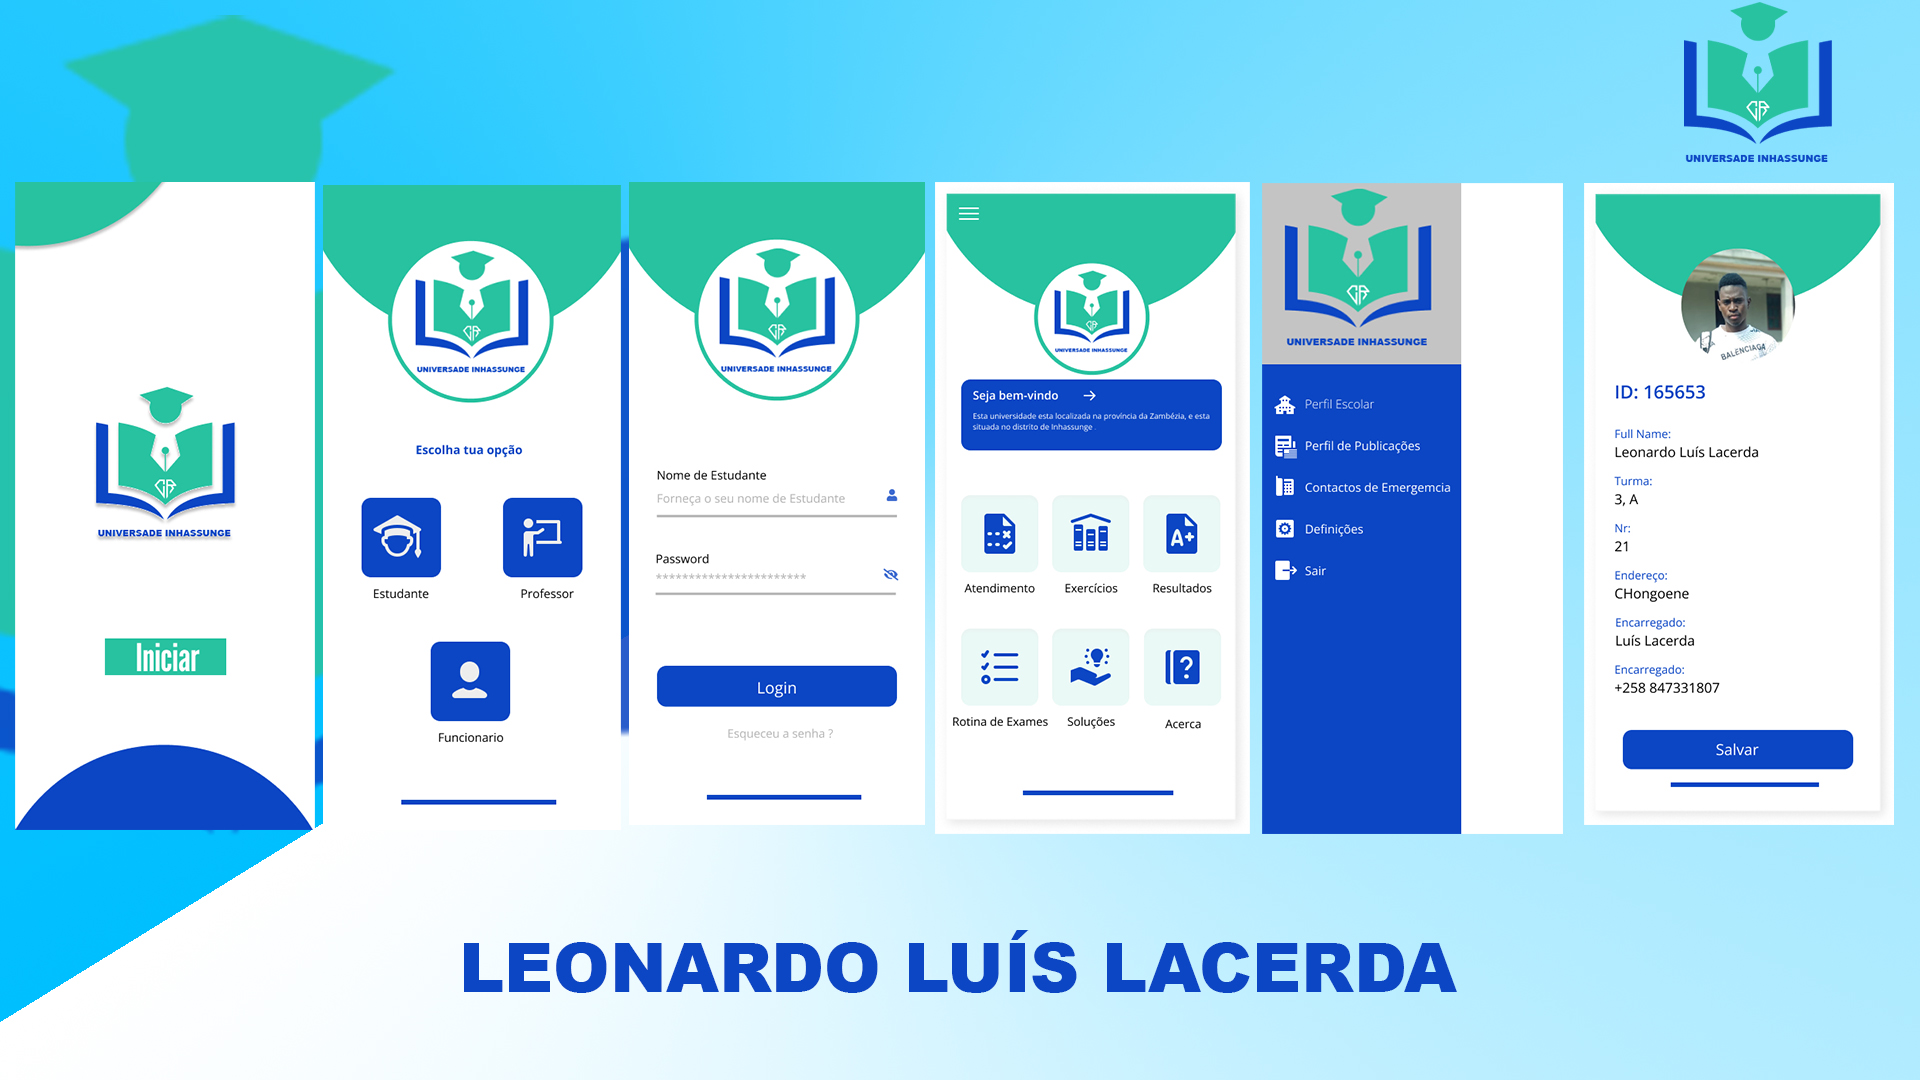 UNIVERSADE INHASSUNGE
UNIVERSADE INHASSUNGE
Iniciar
UNIVERSADE INHASSUNGE
Escolha tua opção
Estudante
Professor
Funcionario
UNIVERSADE INHASSUNGE
Nome de Estudante
Forneça o seu nome de Estudante
Password
***********************
Login
Esqueceu a senha ?
UNIVERSADE INHASSUNGE
Seja bem-vindo
Esta universidade esta localizada na província da Zambézia, e esta
situada no distrito de Inhassunge .
Atendimento
Exercícios
A+
Resultados
Rotina de Exames
Soluções
?
Acerca
UNIVERSADE INHASSUNGE
Perfil Escolar
Perfil de Publicações
Contactos de Emergemcia
Definições
Sair
BALENCIAGA
ID: 165653
Full Name:
Leonardo Luís Lacerda
Turma:
3, A
Nr:
21
Endereço:
CHongoene
Encarregado:
Luís Lacerda
Encarregado:
+258 847331807
Salvar
LEONARDO LUÍS LACERDA